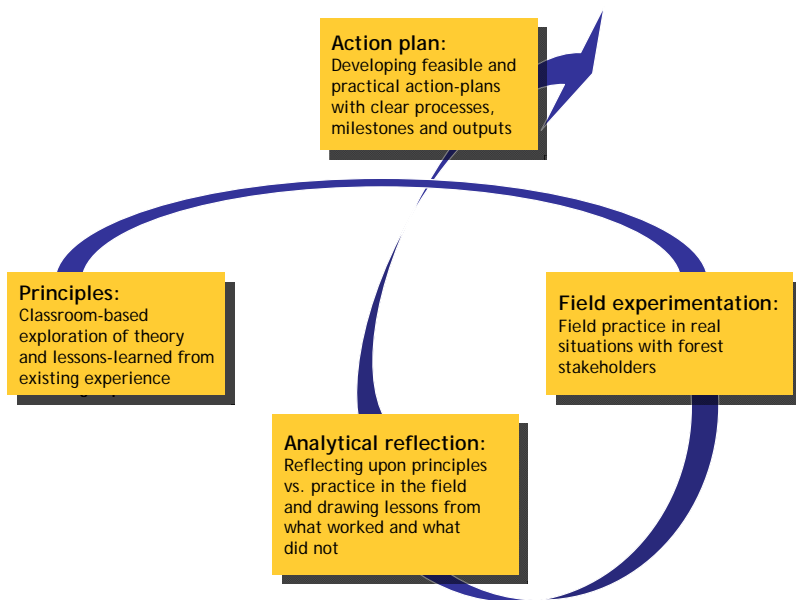 Action plan:
Developing feasible and
practical action-plans
with clear processes,
milestones and outputs
Principles:
Classroom-based
exploration of theory
and lessons-learned from
existing experience
Field experimentation:
Field practice in real
situations with forest
stakeholders
Analytical reflection:
Reflecting upon principles
vs. practice in the field
and drawing lessons from
what worked and what
did not